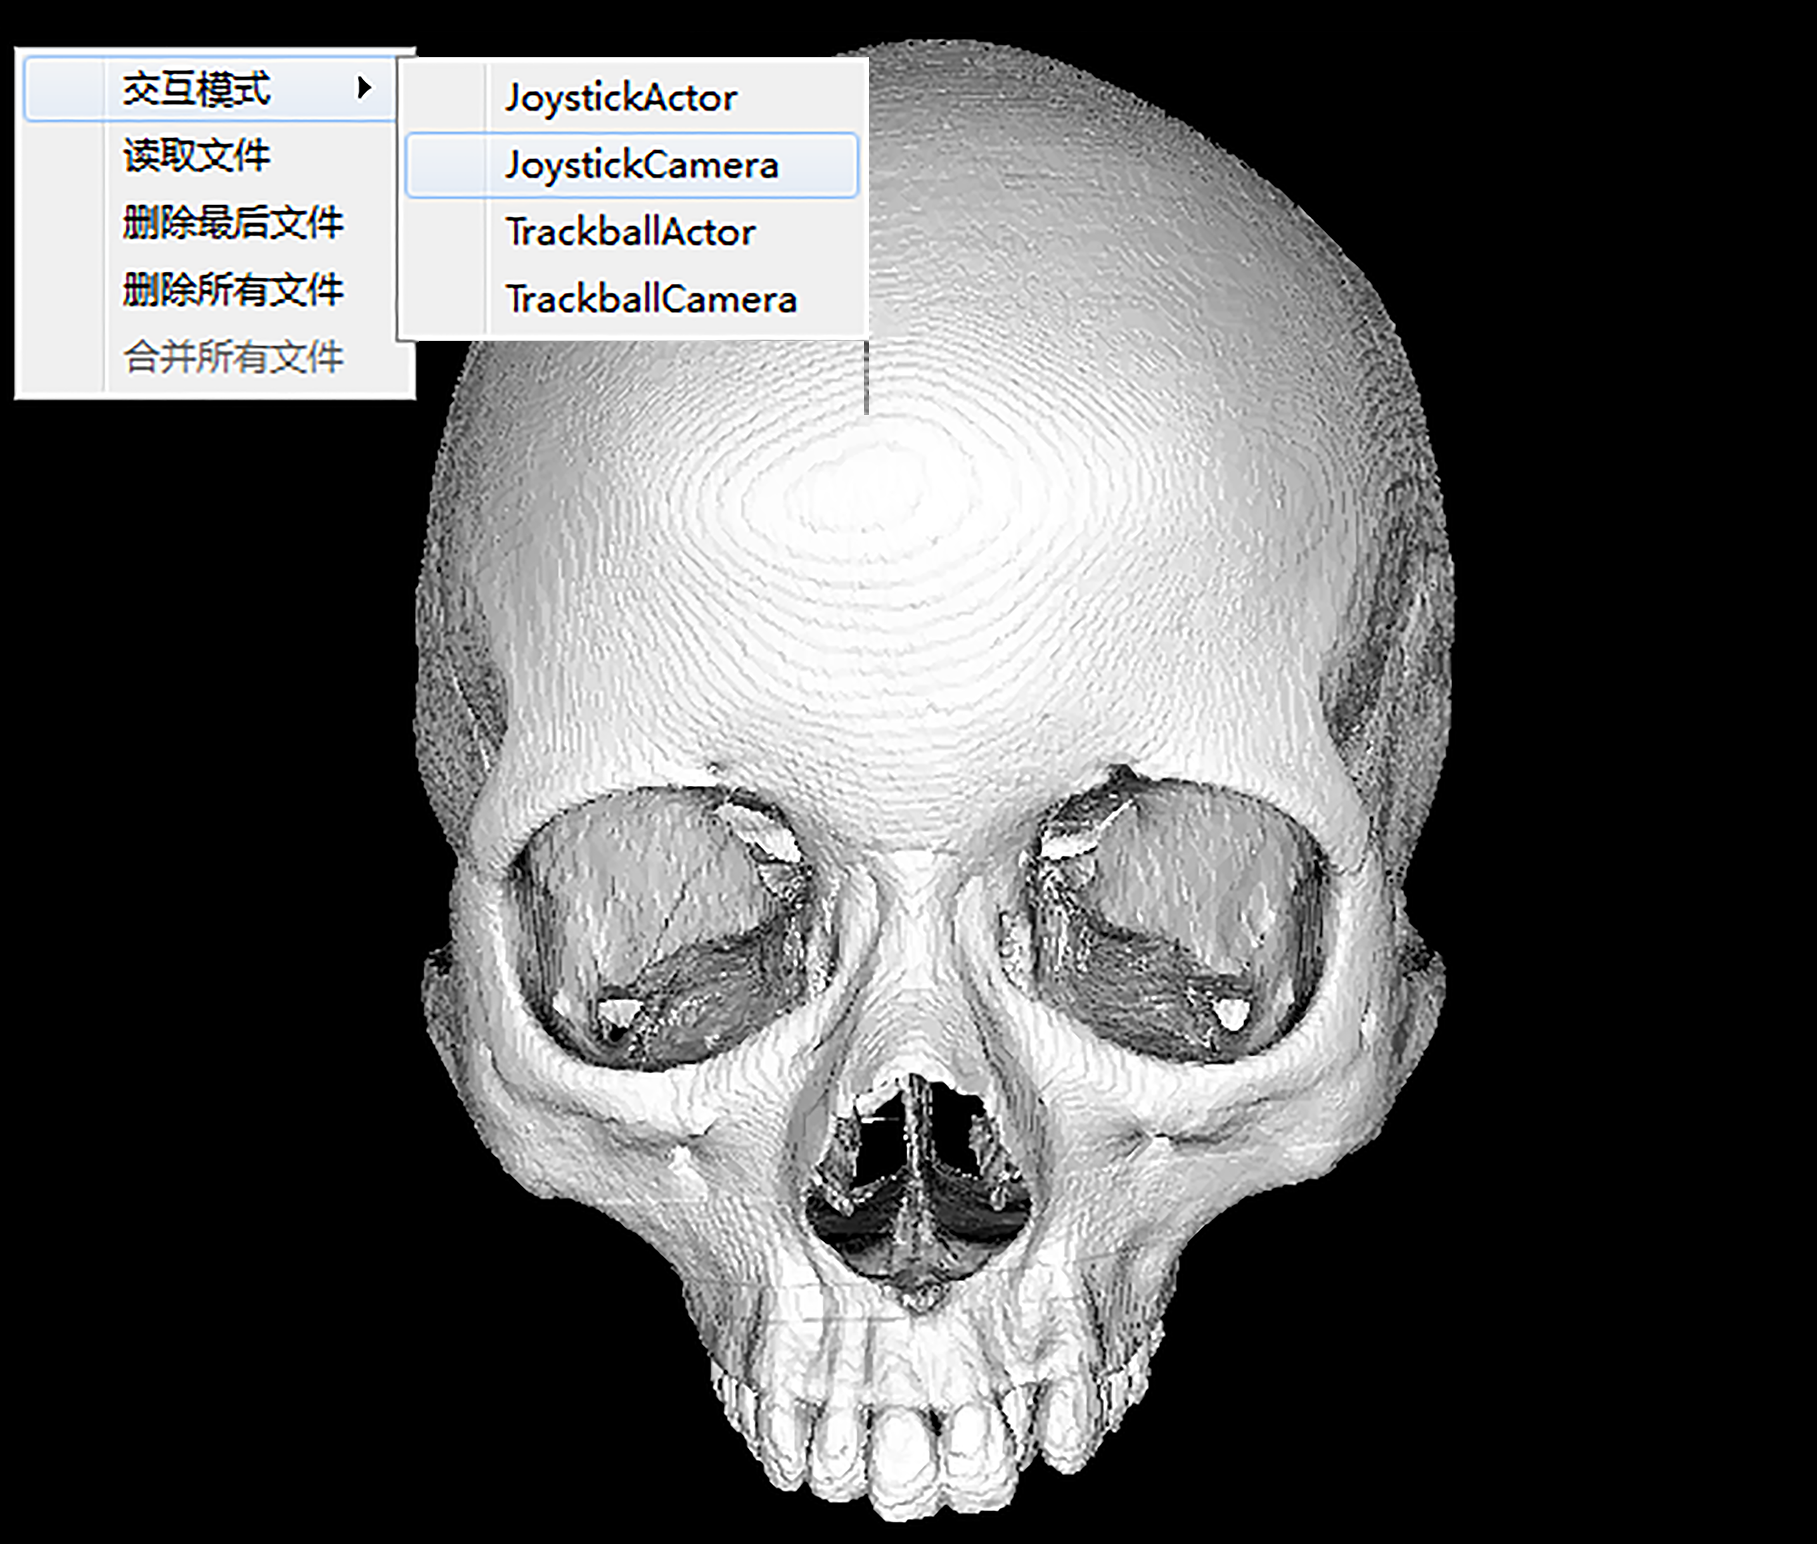 交互模式
读取文件
删除最后文件
删除所有文件
合并所有文件
JoystickActor
JoystickCamera
TrackballActor
TrackballCamera